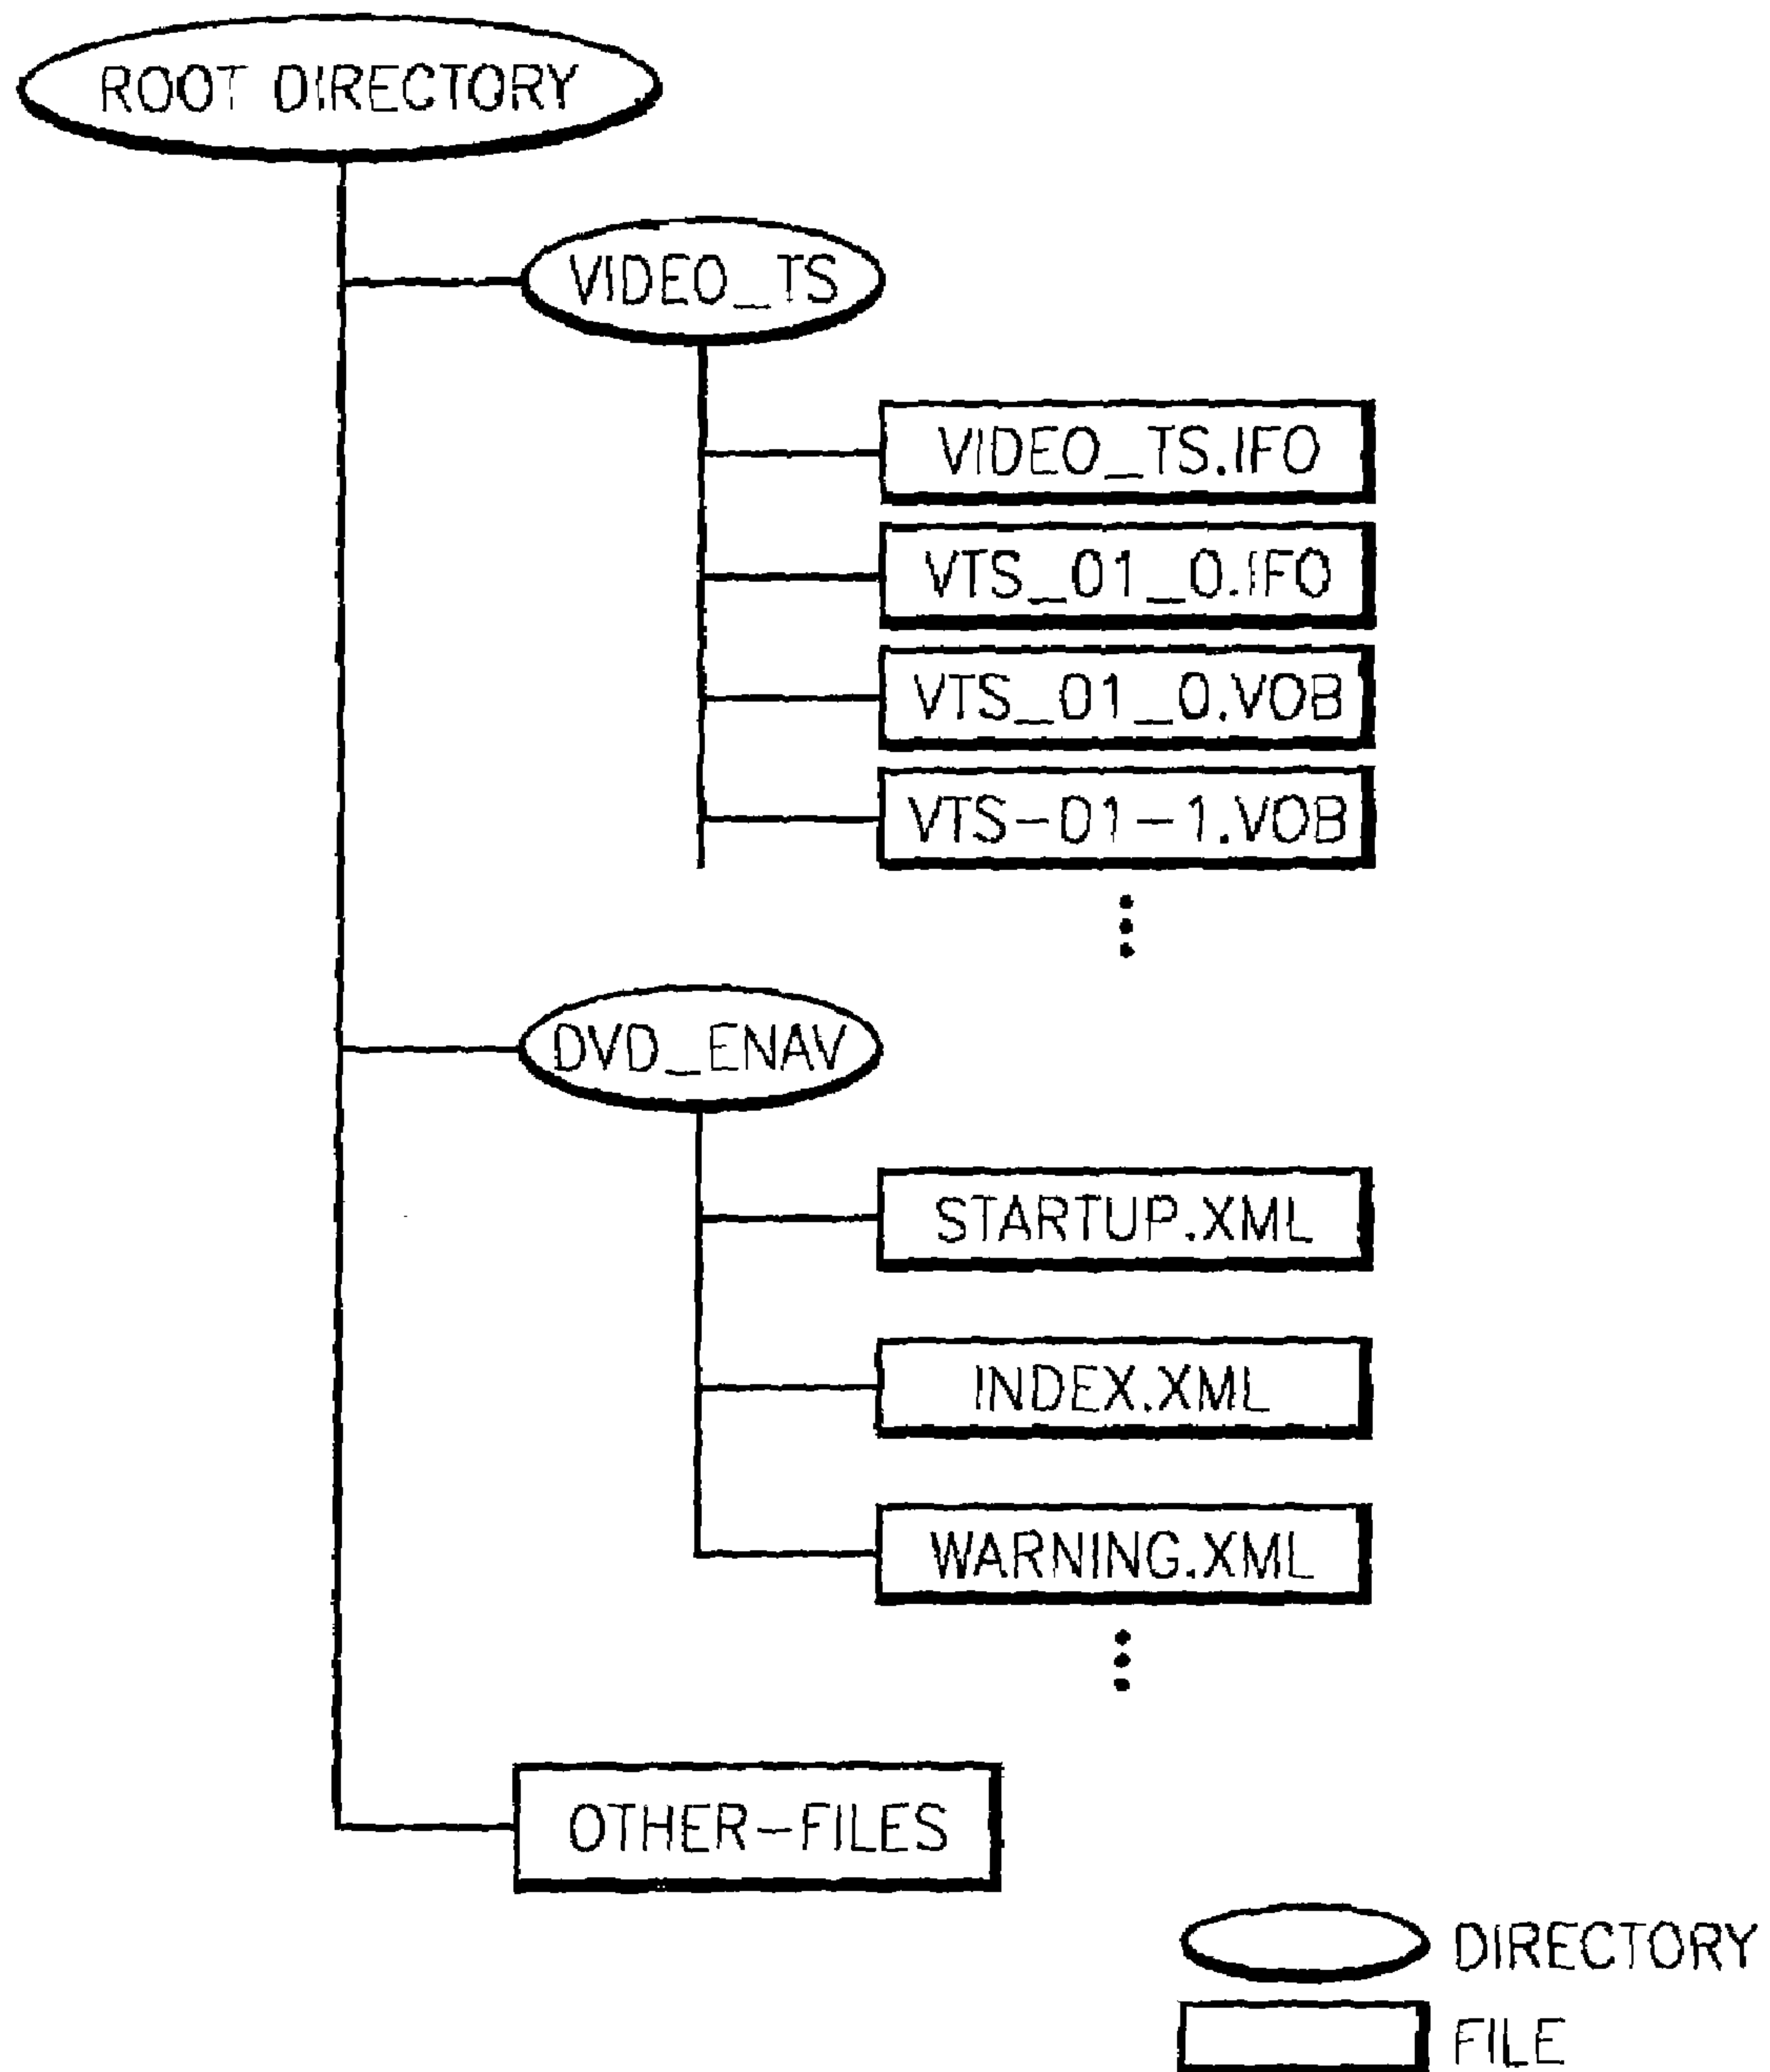 ROOT DIRECTORY
VIDEO_TS
VIDEO_TS.IFO
VTS_01_0.IFO
VTS_01_0.VOB
VTS-01-1.VOB
DVD_ENAV
STARTUP.XML
INDEX.XML
WARNING.XML
OTHER-FILES
DIRECTORY
FILE